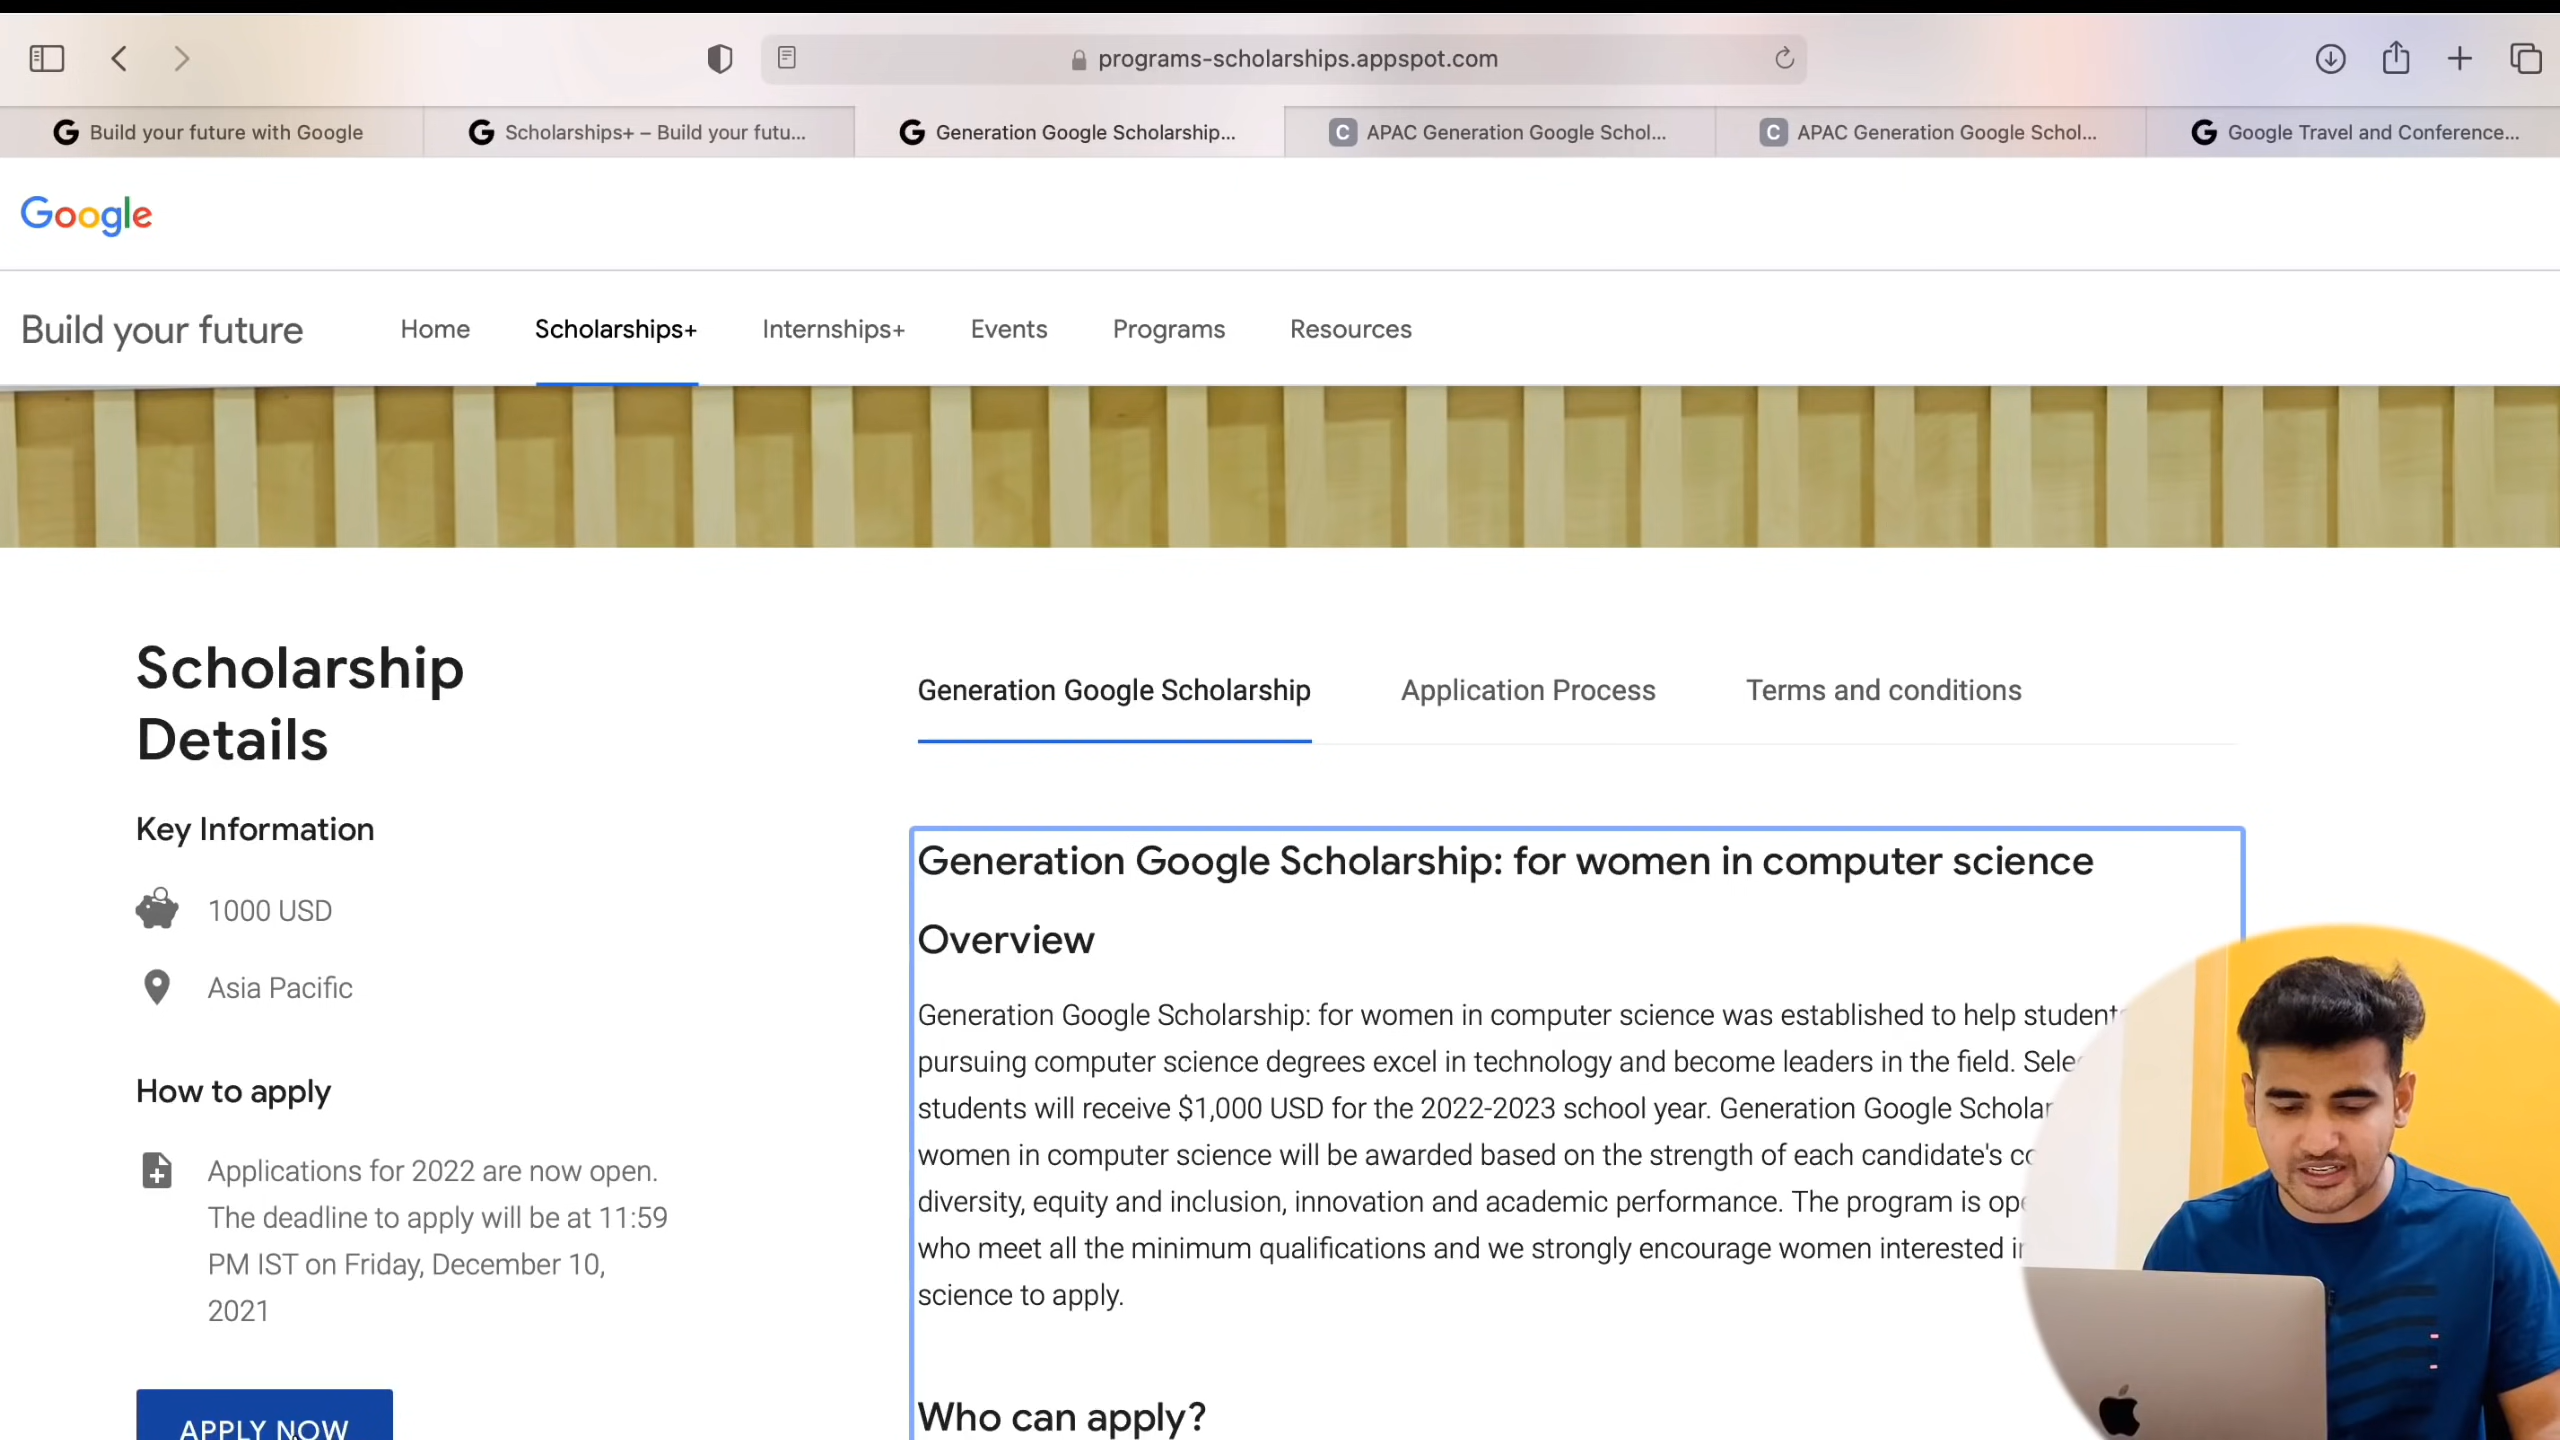 programs-scholarships.appspot.com
Build your future with Google
Scholarships+ – Build your futu...
Generation Google Scholarship...
C APAC Generation Google Schol...
C APAC Generation Google Schol...
Google Travel and Conference...
Google
Build your future
Home
Scholarships+
Internships+
Events
Programs
Resources
Scholarship
Details
Key Information
1000 USD
Asia Pacific
How to apply
Applications for 2022 are now open.
The deadline to apply will be at 11:59
PM IST on Friday, December 10,
2021
APPLY NOW
Generation Google Scholarship
Application Process
Terms and conditions
Generation Google Scholarship: for women in computer science
Overview
Generation Google Scholarship: for women in computer science was established to help
pursuing computer science degrees excel in technology and become leaders in the field.
students will receive $1,000 USD for the 2022-2023 school year. Generation Google
women in computer science will be awarded based on the strength of each candidate's
diversity, equity and inclusion, innovation and academic performance. The program is
who meet all the minimum qualifications and we strongly encourage women interested
science to apply.
Who can apply?